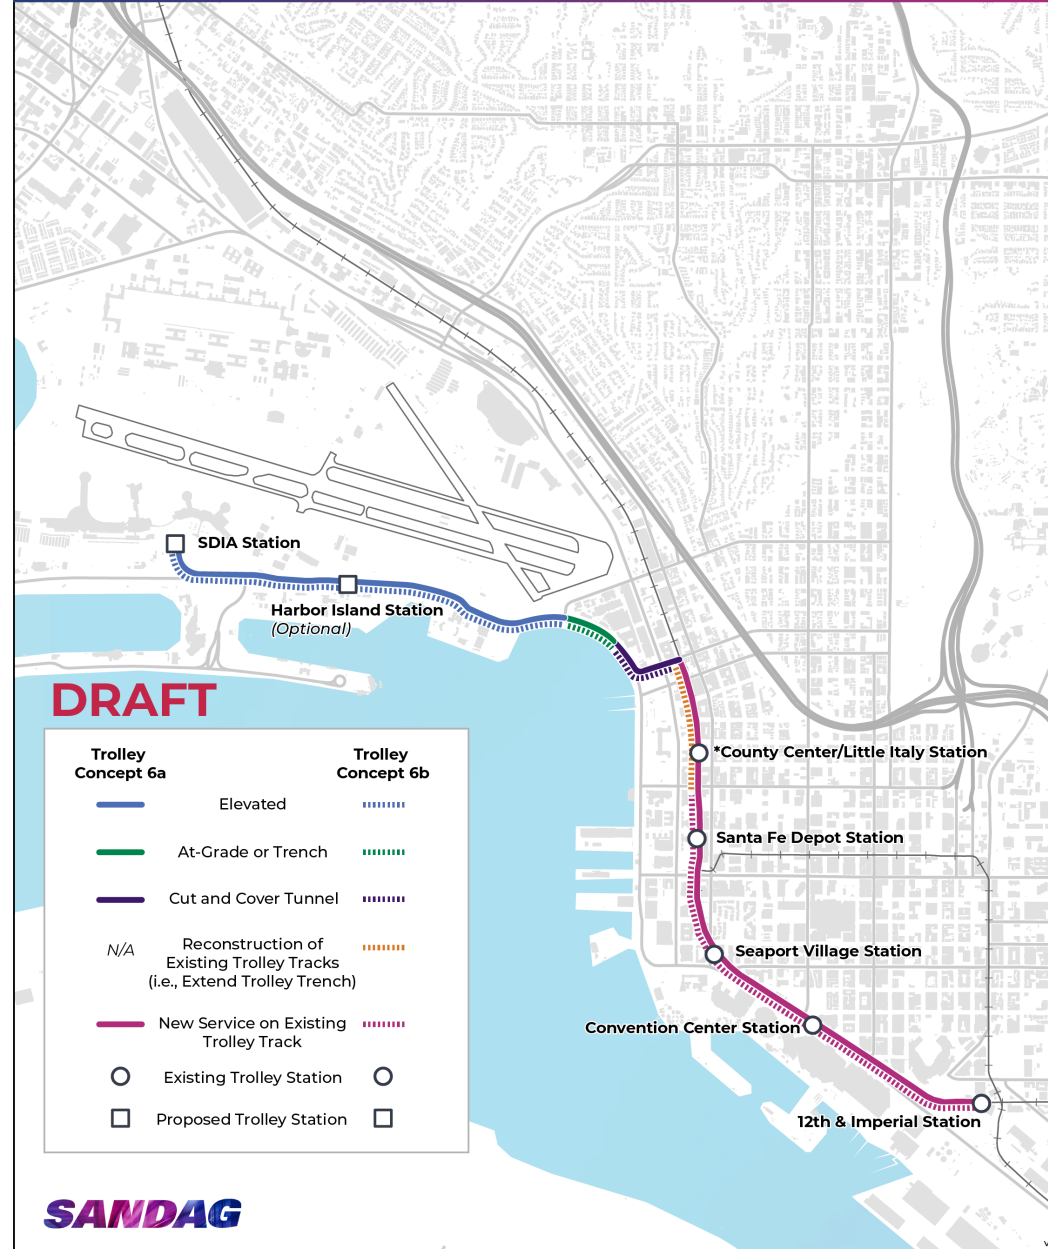 SDIA Station
Harbor Island Station
(Optional)
DRAFT
Trolley
Concept 6a
Trolley
Concept 6b
Elevated
At-Grade or Trench
Cut and Cover Tunnel
N/A
Reconstruction of
Existing Trolley Tracks
(i.e., Extend Trolley Trench)
New Service on Existing
Trolley Track
Existing Trolley Station
Proposed Trolley Station
*County Center/Little Italy Station
Santa Fe Depot Station
Seaport Village Station
Convention Center Station
12th & Imperial Station
SANDAG